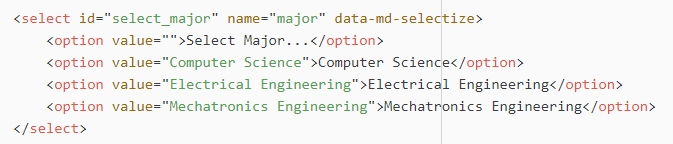 <select id="select_major" name="major" data-md-selectize>
    <option value="">Select Major...</option>
    <option value="Computer Science">Computer Science</option>
    <option value="Electrical Engineering">Electrical Engineering</option>
    <option value="Mechatronics Engineering">Mechatronics Engineering</option>
</select>